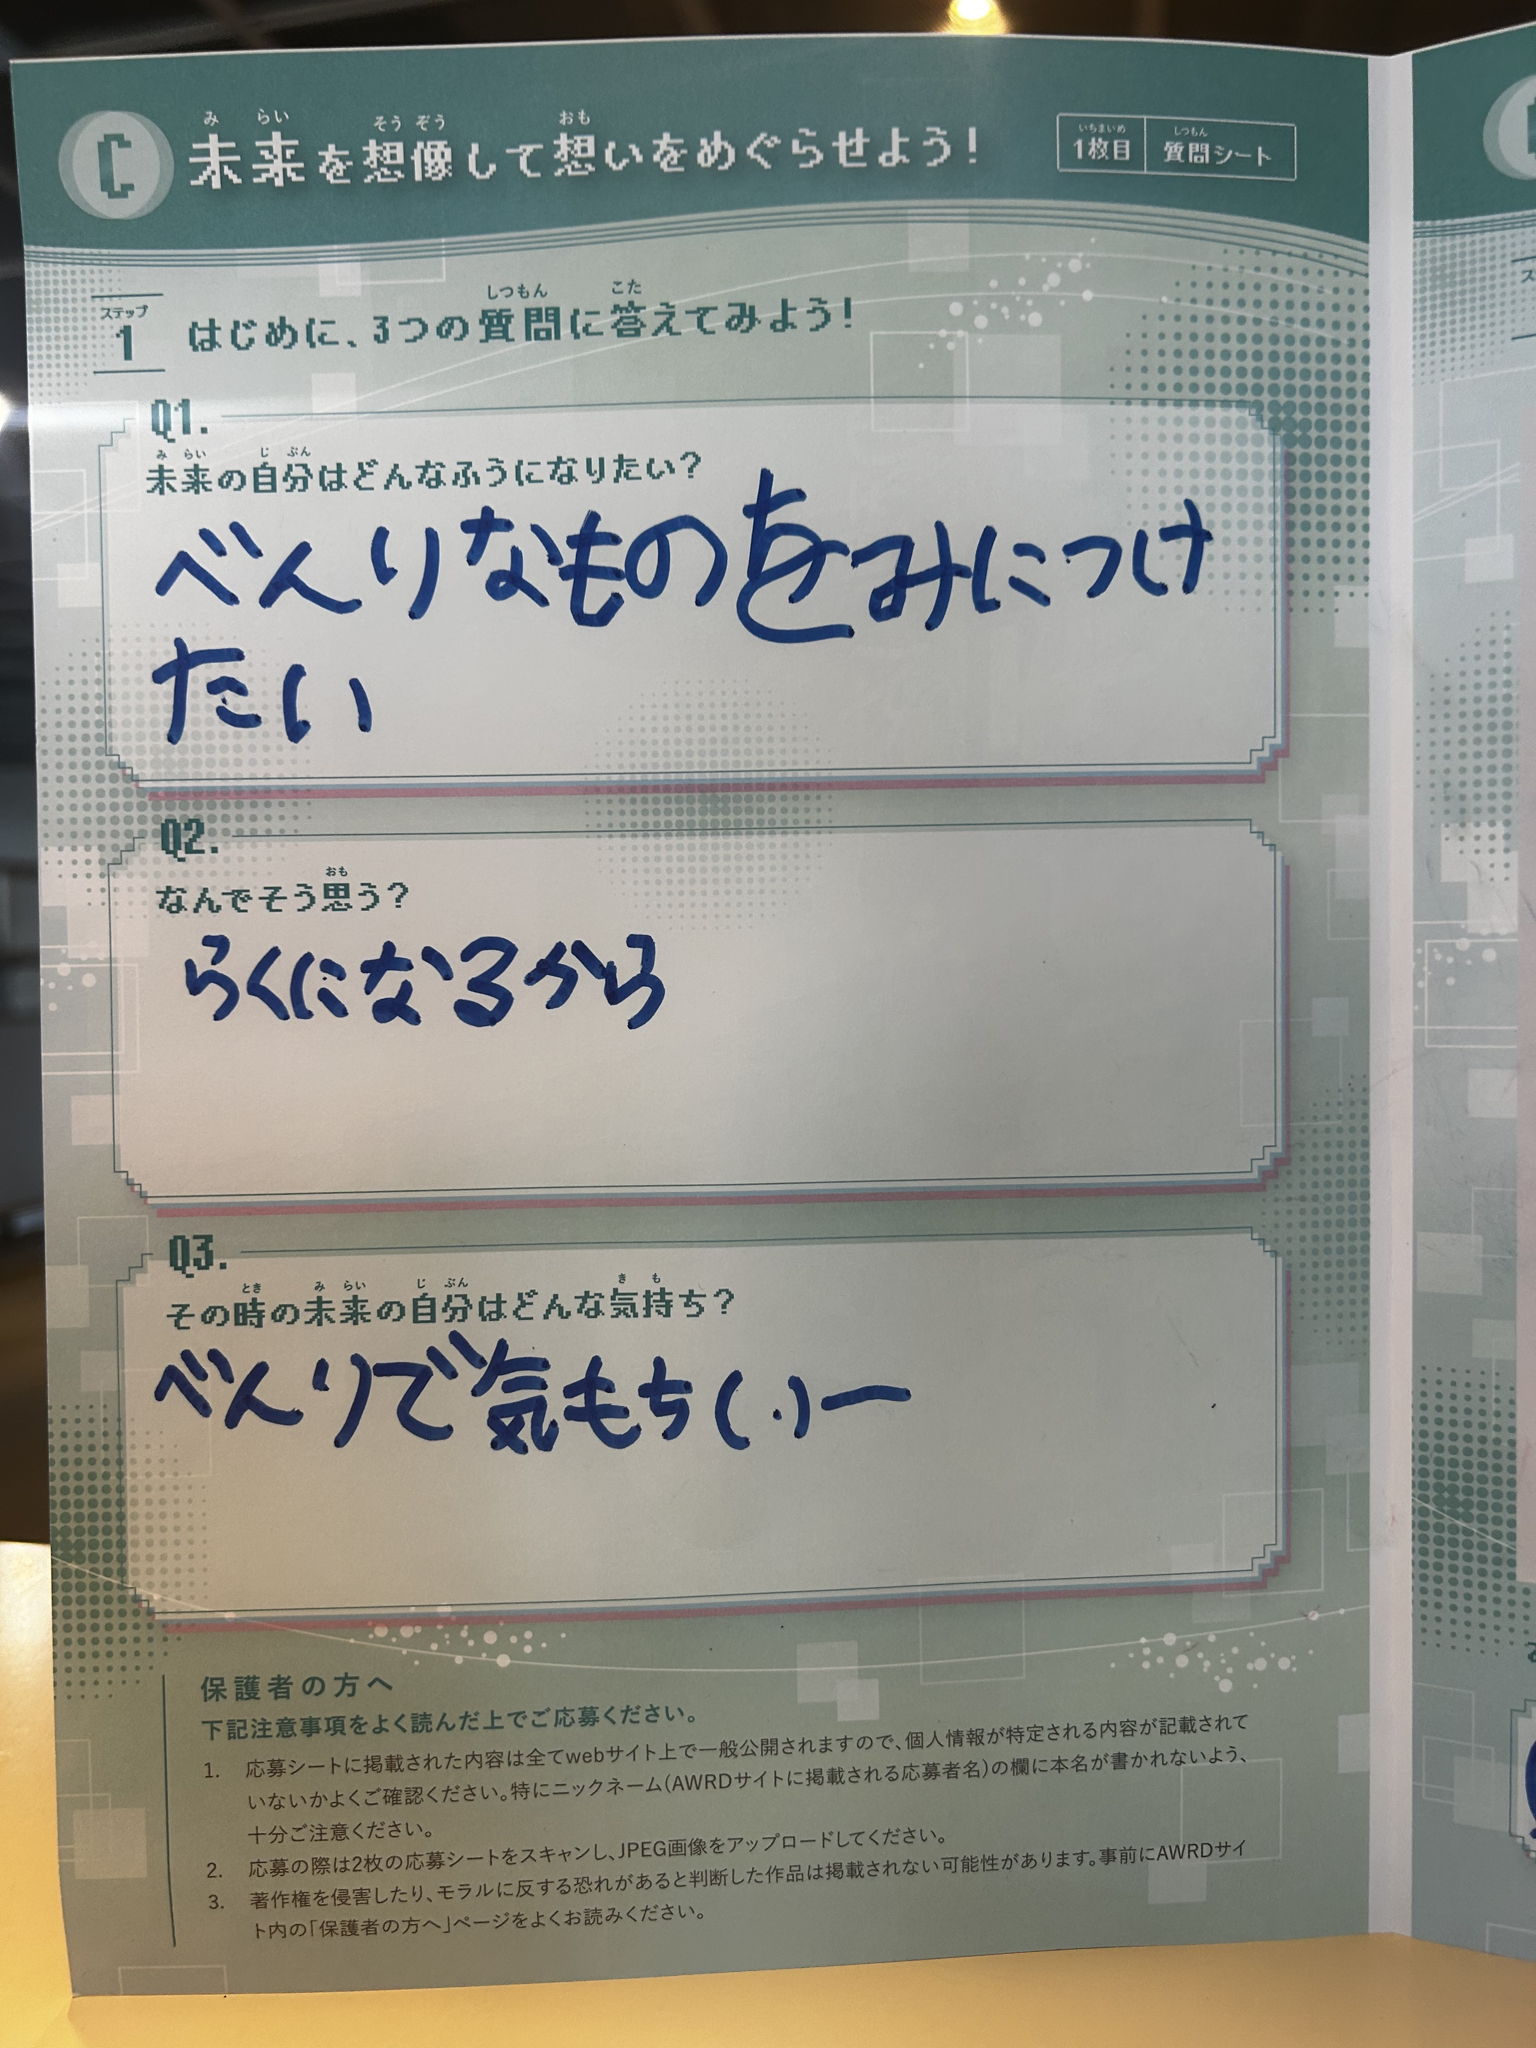 C
未来を想像して想いをめぐらせよう!
み らい そう ぞう おも
1枚目 質問シート
いちまいめ しつもん
ステップ
1
はじめに、3つの質問に答えてみよう!
しつもん こた
Q1.
未来の自分はどんなふうになりたい?
み らい じ ぶん
べんりなものをみにつけ
たい
Q2.
なんでそう思う?
おも
らくになるから
Q3.
その時の未来の自分はどんな気持ち?
とき み らい じ ぶん き も
べんりで気もちいー
保護者の方へ
下記注意事項をよく読んだ上でご応募ください。
1. 応募シートに掲載された内容は全てwebサイト上で一般公開されますので、個人情報が特定される内容が記載されて
いないかよくご確認ください。特にニックネーム(AWRDサイトに掲載される応募者名)の欄に本名が書かれないよう、
十分ご注意ください。
2. 応募の際は2枚の応募シートをスキャンし、JPEG画像をアップロードしてください。
3. 著作権を侵害したり、モラルに反する恐れがあると判断した作品は掲載されない可能性があります。事前にAWRDサイ
ト内の「保護者の方へ」ページをよくお読みください。